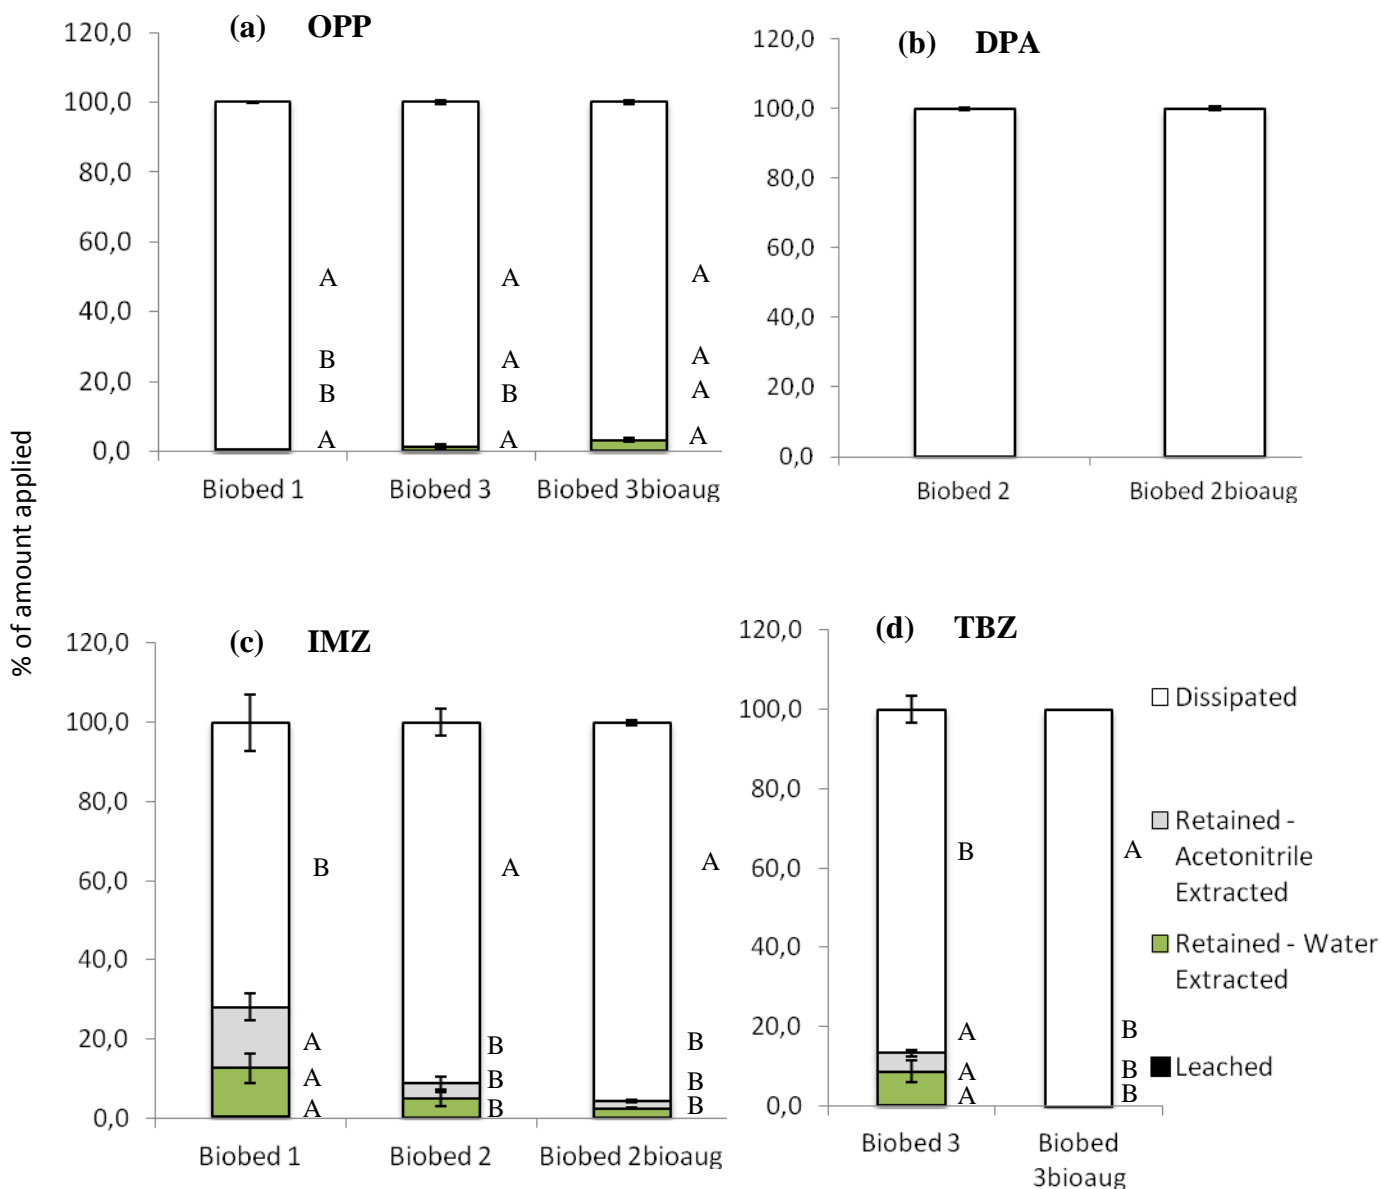 % of amount applied
(a) OPP
120,0
100,0
80,0
60,0
40,0
20,0
0,0
A A A
B A A
B B A
A A A
Biobed 1 Biobed 3 Biobed 3bioaug
(b) DPA
120,0
100,0
80,0
60,0
40,0
20,0
0,0
Biobed 2 Biobed 2bioaug
(c) IMZ
120,0
100,0
80,0
60,0
40,0
20,0
0,0
B A A
A B B
A B B
A B B
Biobed 1 Biobed 2 Biobed 2bioaug
(d) TBZ
120,0
100,0
80,0
60,0
40,0
20,0
0,0
B A
A B
A B
A B
Biobed 3 Biobed
3bioaug
Dissipated
Retained -
Acetonitrile
Extracted
Retained - Water
Extracted
Leached